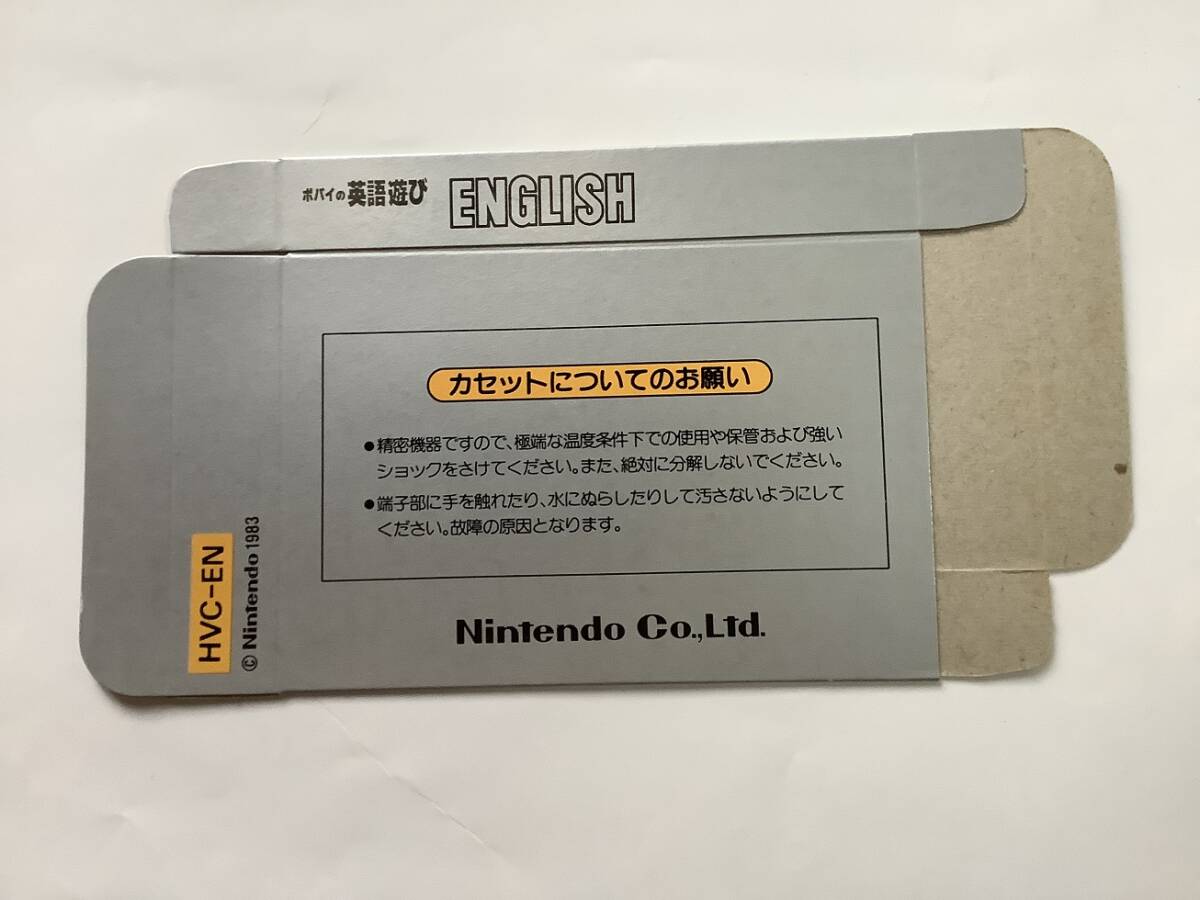 ポパイの英語遊び ENGLISH
カセットについてのお願い
●精密機器ですので、極端な温度条件下での使用や保管および強い
ショックをさけてください。また、絶対に分解しないでください。
●端子部に手を触れたり、水にぬらしたりして汚さないようにして
ください。故障の原因となります。
Nintendo Co.,Ltd.
HVC-EN
© Nintendo 1983